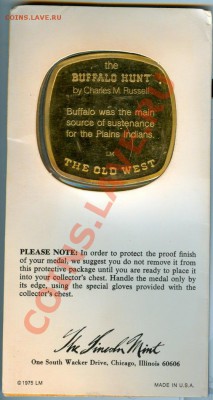 the
BUFFALO HUNT
by Charles M. Russell
Buffalo was the main
source of sustenance
for the Plains Indians.
LM
THE OLD WEST
COINS.LAVE.RU
PLEASE NOTE: In order to protect the proof finish
of your medal, we suggest you do not remove it from
this protective package until you are ready to place it
into your collector's chest. Handle the medal only by
its edge, using the special gloves provided with the
collector's chest.
The Lincoln Mint
One South Wacker Drive, Chicago, Illinois 60606
© 1975 LM
MADE IN U.S.A.